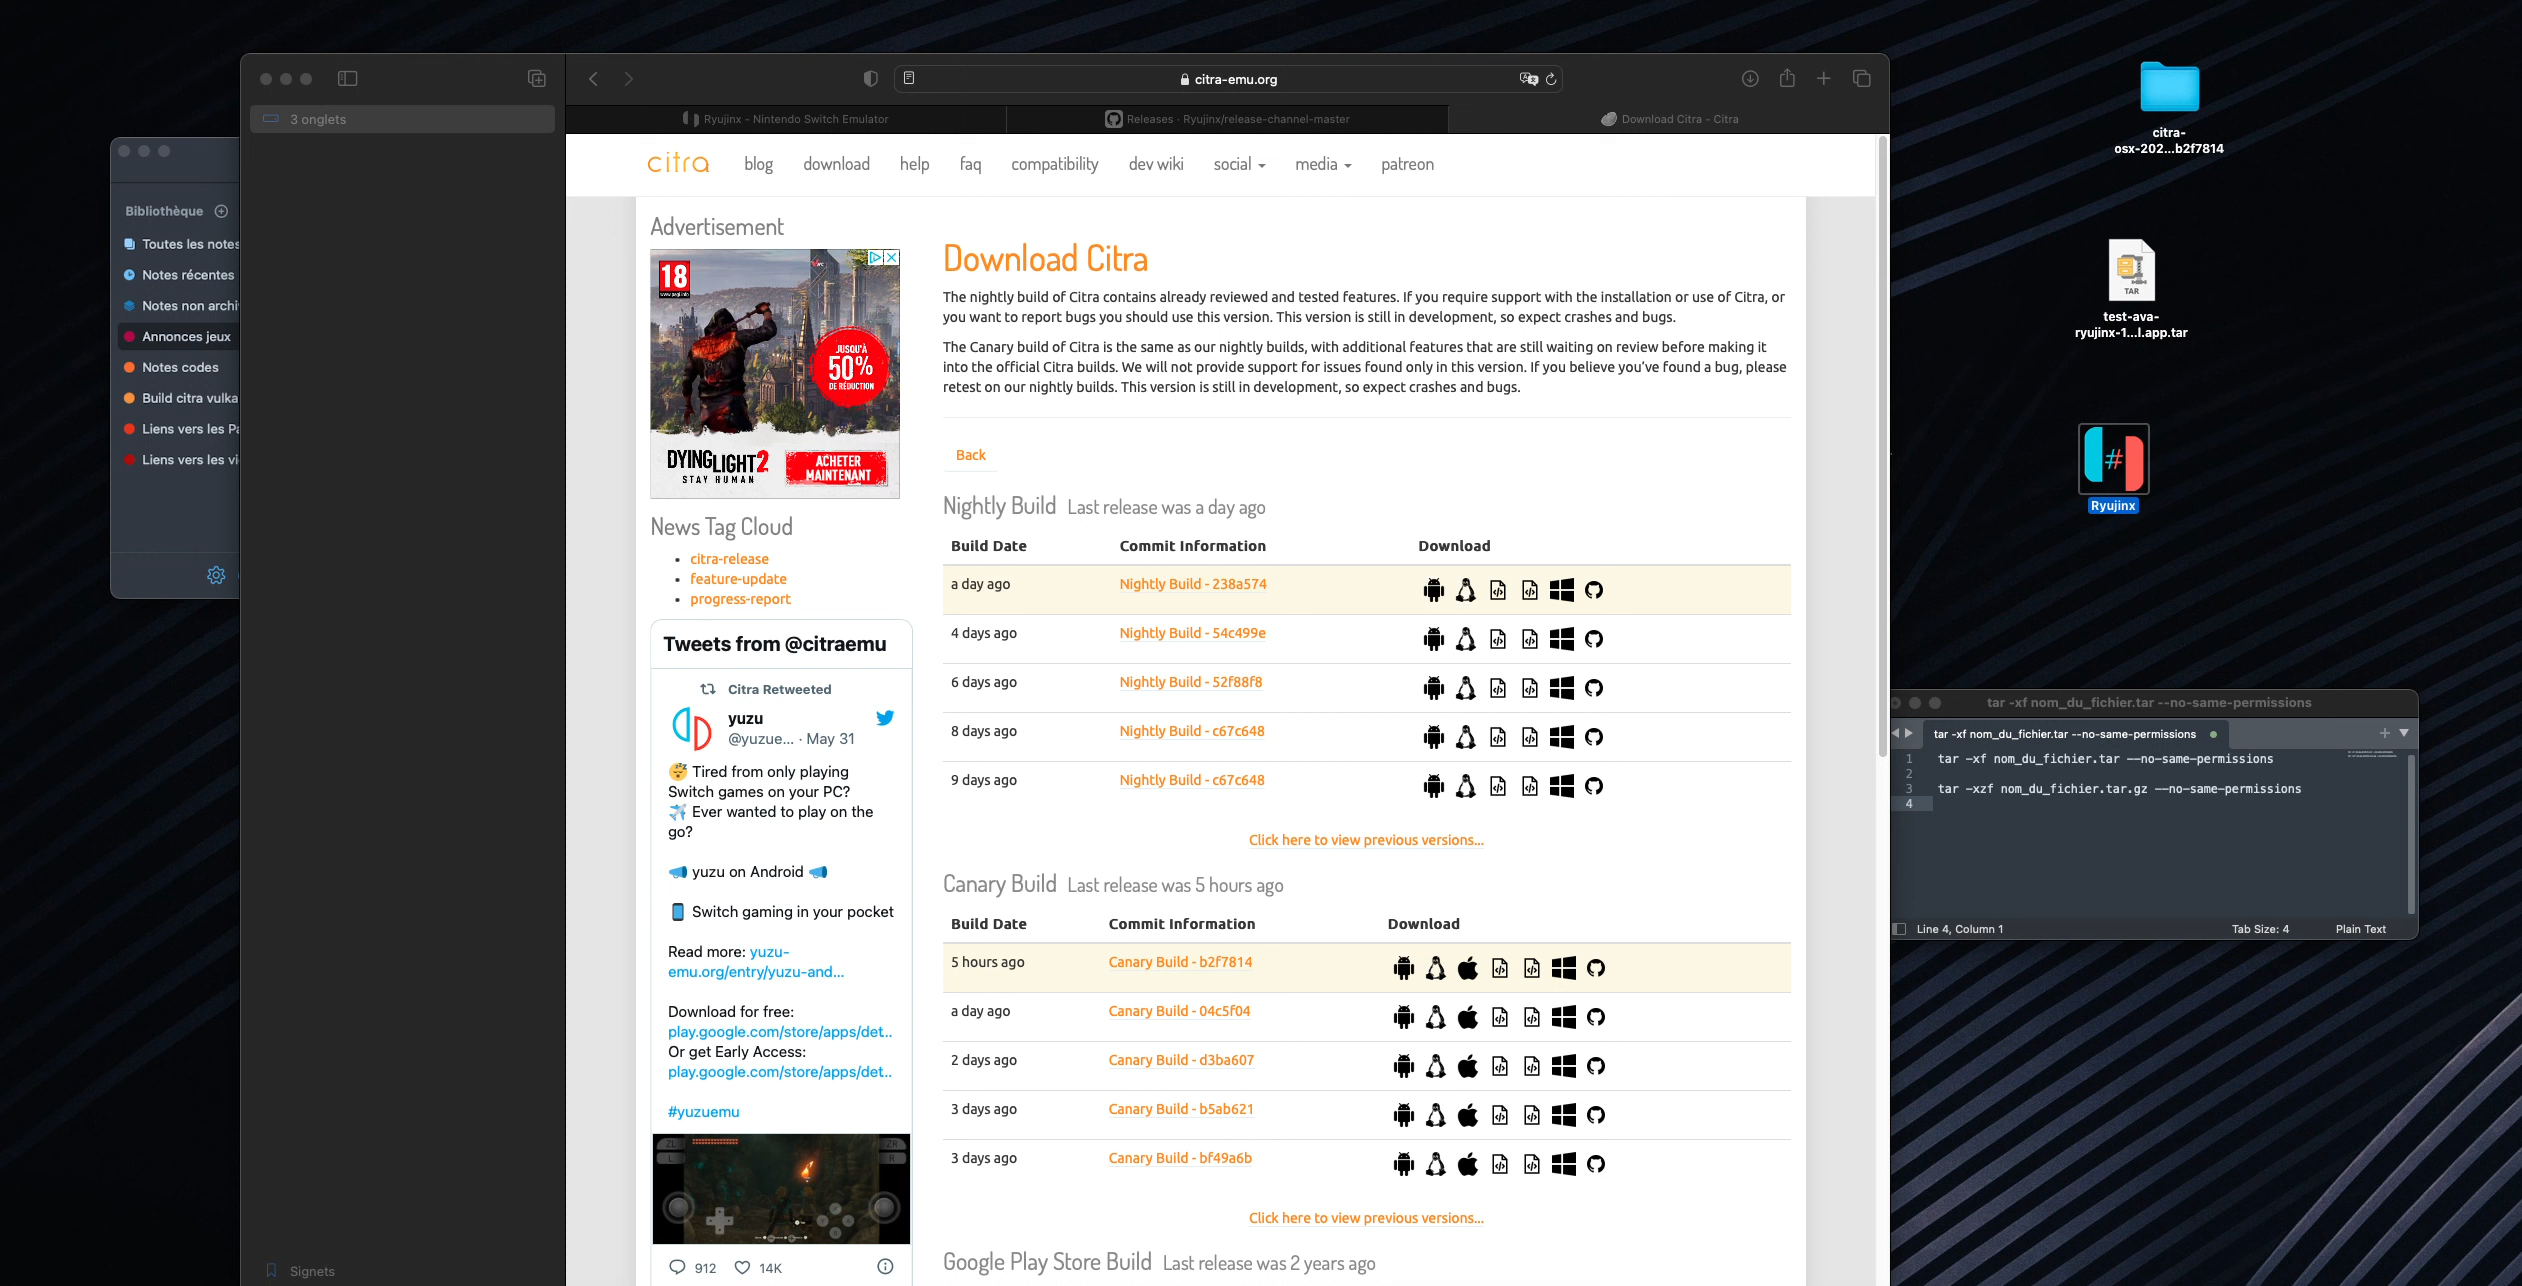 3 onglets
Signets
Bibliothèque
Toutes les notes
Notes récentes
Notes non archi
Annonces jeux
Notes codes
Build citra vulka
Liens vers les Pa
Liens vers les vi
citra-emu.org
Ryujinx - Nintendo Switch Emulator
Releases · Ryujinx/release-channel-master
Download Citra - Citra
citra blog download help faq compatibility dev wiki social media patreon
Advertisement
18
www.pegi.info
JUSQU'À
50%
DE RÉDUCTION
DYING LIGHT 2
STAY HUMAN
ACHETER
MAINTENANT
News Tag Cloud
citra-release
feature-update
progress-report
Tweets from @citraemu
Citra Retweeted
yuzu
@yuzue... · May 31
😴 Tired from only playing
Switch games on your PC?
✈️ Ever wanted to play on the
go?
📣 yuzu on Android 📣
📱 Switch gaming in your pocket
Read more: yuzu-
emu.org/entry/yuzu-and...
Download for free:
play.google.com/store/apps/det..
Or get Early Access:
play.google.com/store/apps/det..
#yuzuemu
ZL
ZR
L
R
912 14K
Download Citra
The nightly build of Citra contains already reviewed and tested features. If you require support with the installation or use of Citra, or
you want to report bugs you should use this version. This version is still in development, so expect crashes and bugs.
The Canary build of Citra is the same as our nightly builds, with additional features that are still waiting on review before making it
into the official Citra builds. We will not provide support for issues found only in this version. If you believe you've found a bug, please
retest on our nightly builds. This version is still in development, so expect crashes and bugs.
Back
Nightly Build Last release was a day ago
Build Date Commit Information Download
a day ago Nightly Build - 238a574
4 days ago Nightly Build - 54c499e
6 days ago Nightly Build - 52f88f8
8 days ago Nightly Build - c67c648
9 days ago Nightly Build - c67c648
Click here to view previous versions...
Canary Build Last release was 5 hours ago
Build Date Commit Information Download
5 hours ago Canary Build - b2f7814
a day ago Canary Build - 04c5f04
2 days ago Canary Build - d3ba607
3 days ago Canary Build - b5ab621
3 days ago Canary Build - bf49a6b
Click here to view previous versions...
Google Play Store Build Last release was 2 years ago
citra-
osx-202...b2f7814
TAR
test-ava-
ryujinx-1...l.app.tar
#
Ryujinx
tar -xf nom_du_fichier.tar --no-same-permissions
tar -xf nom_du_fichier.tar --no-same-permissions
1 tar -xf nom_du_fichier.tar --no-same-permissions
2
3 tar -xzf nom_du_fichier.tar.gz --no-same-permissions
4
Line 4, Column 1 Tab Size: 4 Plain Text